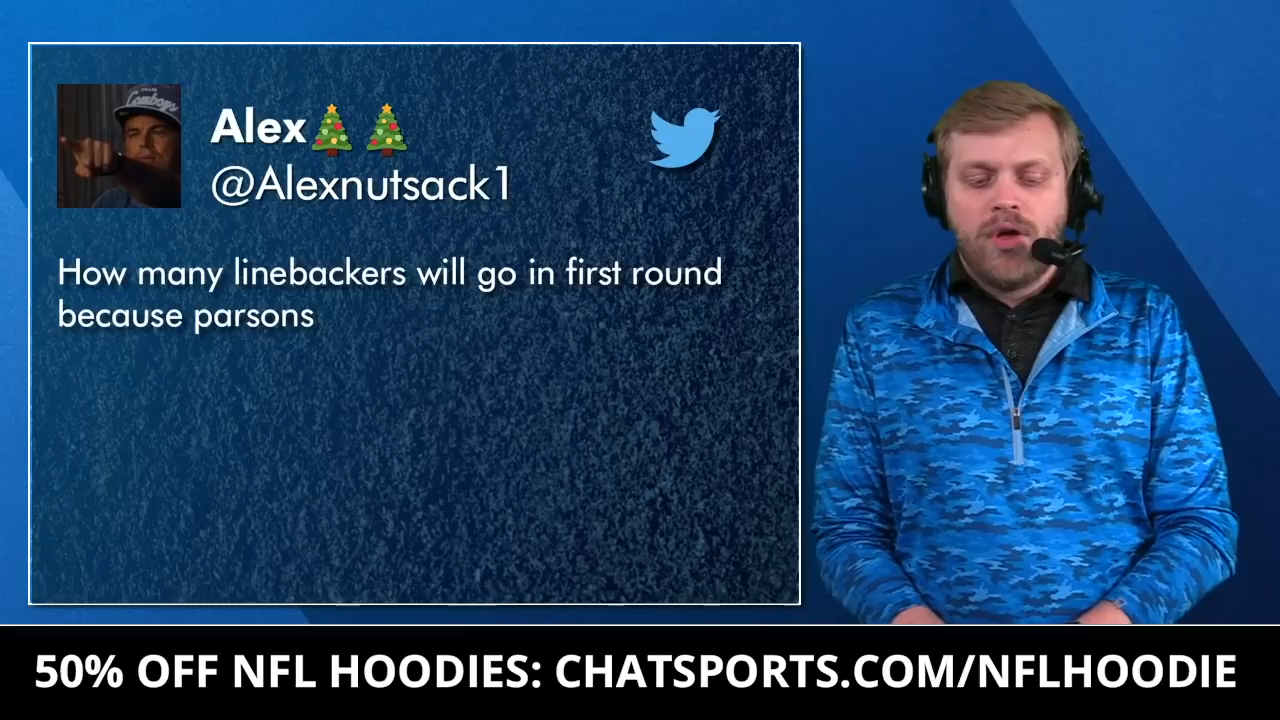 Cowboys
Alex🎄🎄
@Alexnutsack1
How many linebackers will go in first round
because parsons
50% OFF NFL HOODIES: CHATSPORTS.COM/NFLHOODIE